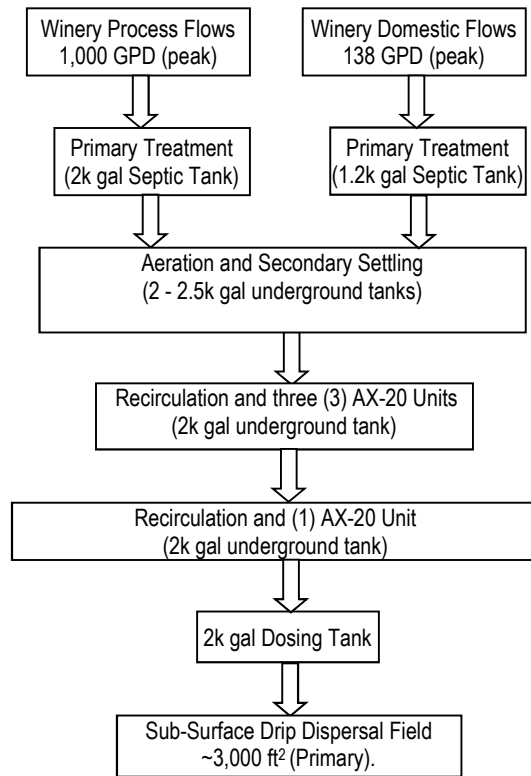 Winery Process Flows
1,000 GPD (peak)
Winery Domestic Flows
138 GPD (peak)
Primary Treatment
(2k gal Septic Tank)
Primary Treatment
(1.2k gal Septic Tank)
Aeration and Secondary Settling
(2 - 2.5k gal underground tanks)
Recirculation and three (3) AX-20 Units
(2k gal underground tank)
Recirculation and (1) AX-20 Unit
(2k gal underground tank)
2k gal Dosing Tank
Sub-Surface Drip Dispersal Field
~3,000 ft² (Primary).